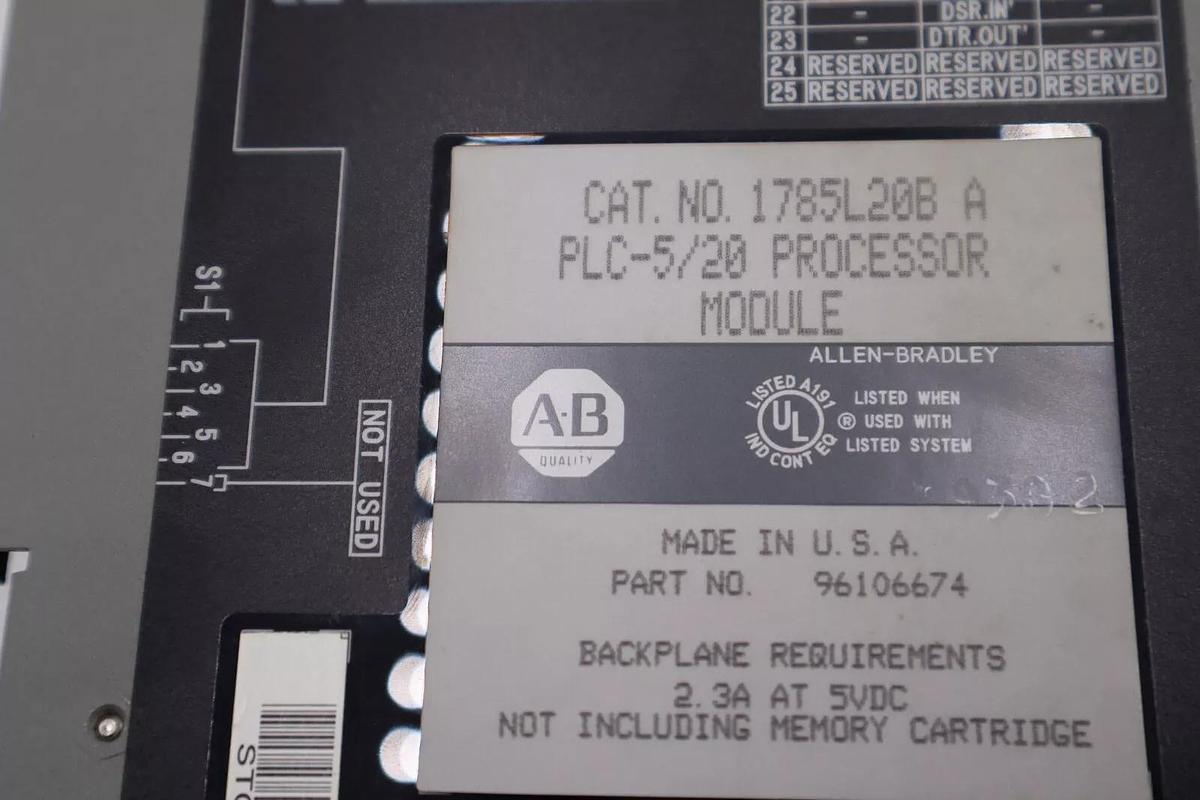 22 - DSR.IN' -
23 - DTR.OUT' -
24 RESERVED RESERVED RESERVED
25 RESERVED RESERVED RESERVED
CAT. NO. 1785L20B A
PLC-5/20 PROCESSOR
MODULE
ALLEN-BRADLEY
A·B
QUALITY
LISTED A191
UL
IND CONT EQ
®
LISTED WHEN
USED WITH
LISTED SYSTEM
MADE IN U.S.A.
PART NO. 96106674
BACKPLANE REQUIREMENTS
2.3A AT 5VDC
NOT INCLUDING MEMORY CARTRIDGE
S1
1
2
3
4
5
6
7
NOT USED